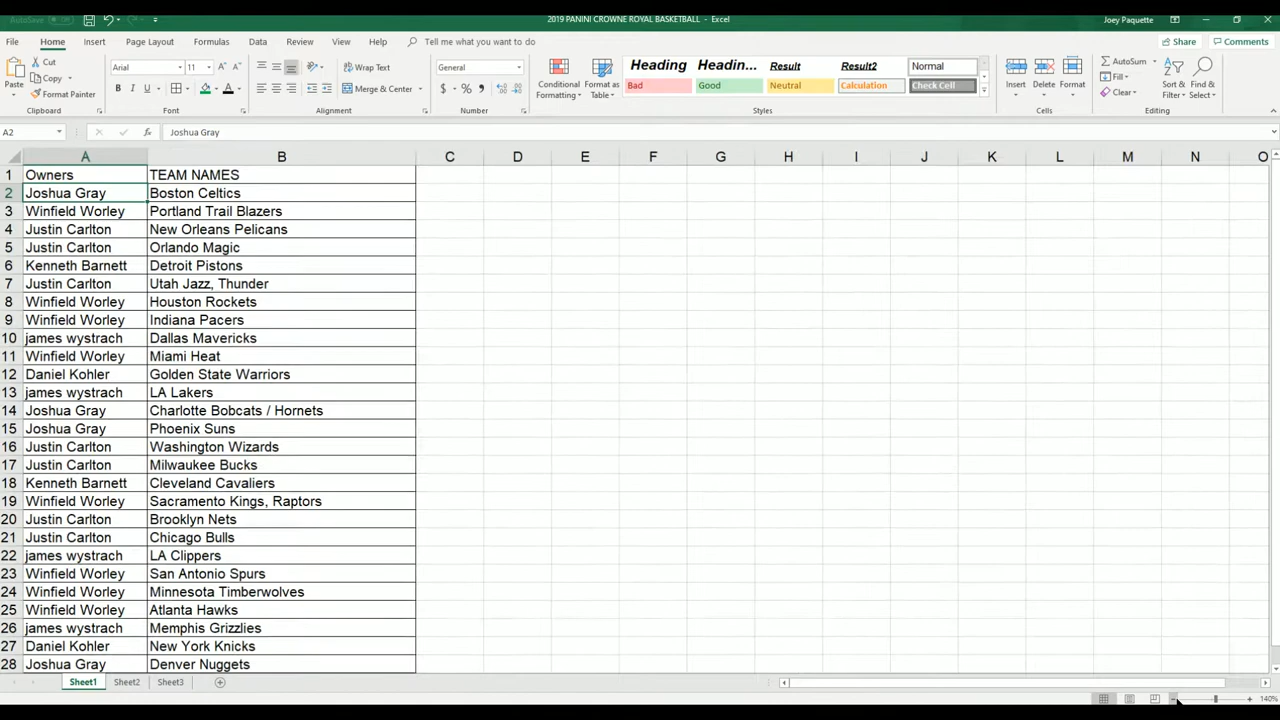 AutoSave Off 2019 PANINI CROWNE ROYAL BASKETBALL - Excel Joey Paquette
File Home Insert Page Layout Formulas Data Review View Help Tell me what you want to do Share Comments
Paste Cut Copy Format Painter Clipboard
Arial 11 B I U A Font
Wrap Text Merge & Center Alignment
General $ % Number
Conditional Formatting Format as Table
Heading Headin... Result Result2 Normal
Bad Good Neutral Calculation Check Cell
Styles
Insert Delete Format Cells
AutoSum Fill Clear Sort & Filter Find & Select Editing
A2 fx Joshua Gray
A B C D E F G H I J K L M N O
1 Owners TEAM NAMES
2 Joshua Gray Boston Celtics
3 Winfield Worley Portland Trail Blazers
4 Justin Carlton New Orleans Pelicans
5 Justin Carlton Orlando Magic
6 Kenneth Barnett Detroit Pistons
7 Justin Carlton Utah Jazz, Thunder
8 Winfield Worley Houston Rockets
9 Winfield Worley Indiana Pacers
10 james wystrach Dallas Mavericks
11 Winfield Worley Miami Heat
12 Daniel Kohler Golden State Warriors
13 james wystrach LA Lakers
14 Joshua Gray Charlotte Bobcats / Hornets
15 Joshua Gray Phoenix Suns
16 Justin Carlton Washington Wizards
17 Justin Carlton Milwaukee Bucks
18 Kenneth Barnett Cleveland Cavaliers
19 Winfield Worley Sacramento Kings, Raptors
20 Justin Carlton Brooklyn Nets
21 Justin Carlton Chicago Bulls
22 james wystrach LA Clippers
23 Winfield Worley San Antonio Spurs
24 Winfield Worley Minnesota Timberwolves
25 Winfield Worley Atlanta Hawks
26 james wystrach Memphis Grizzlies
27 Daniel Kohler New York Knicks
28 Joshua Gray Denver Nuggets
Sheet1 Sheet2 Sheet3
140%